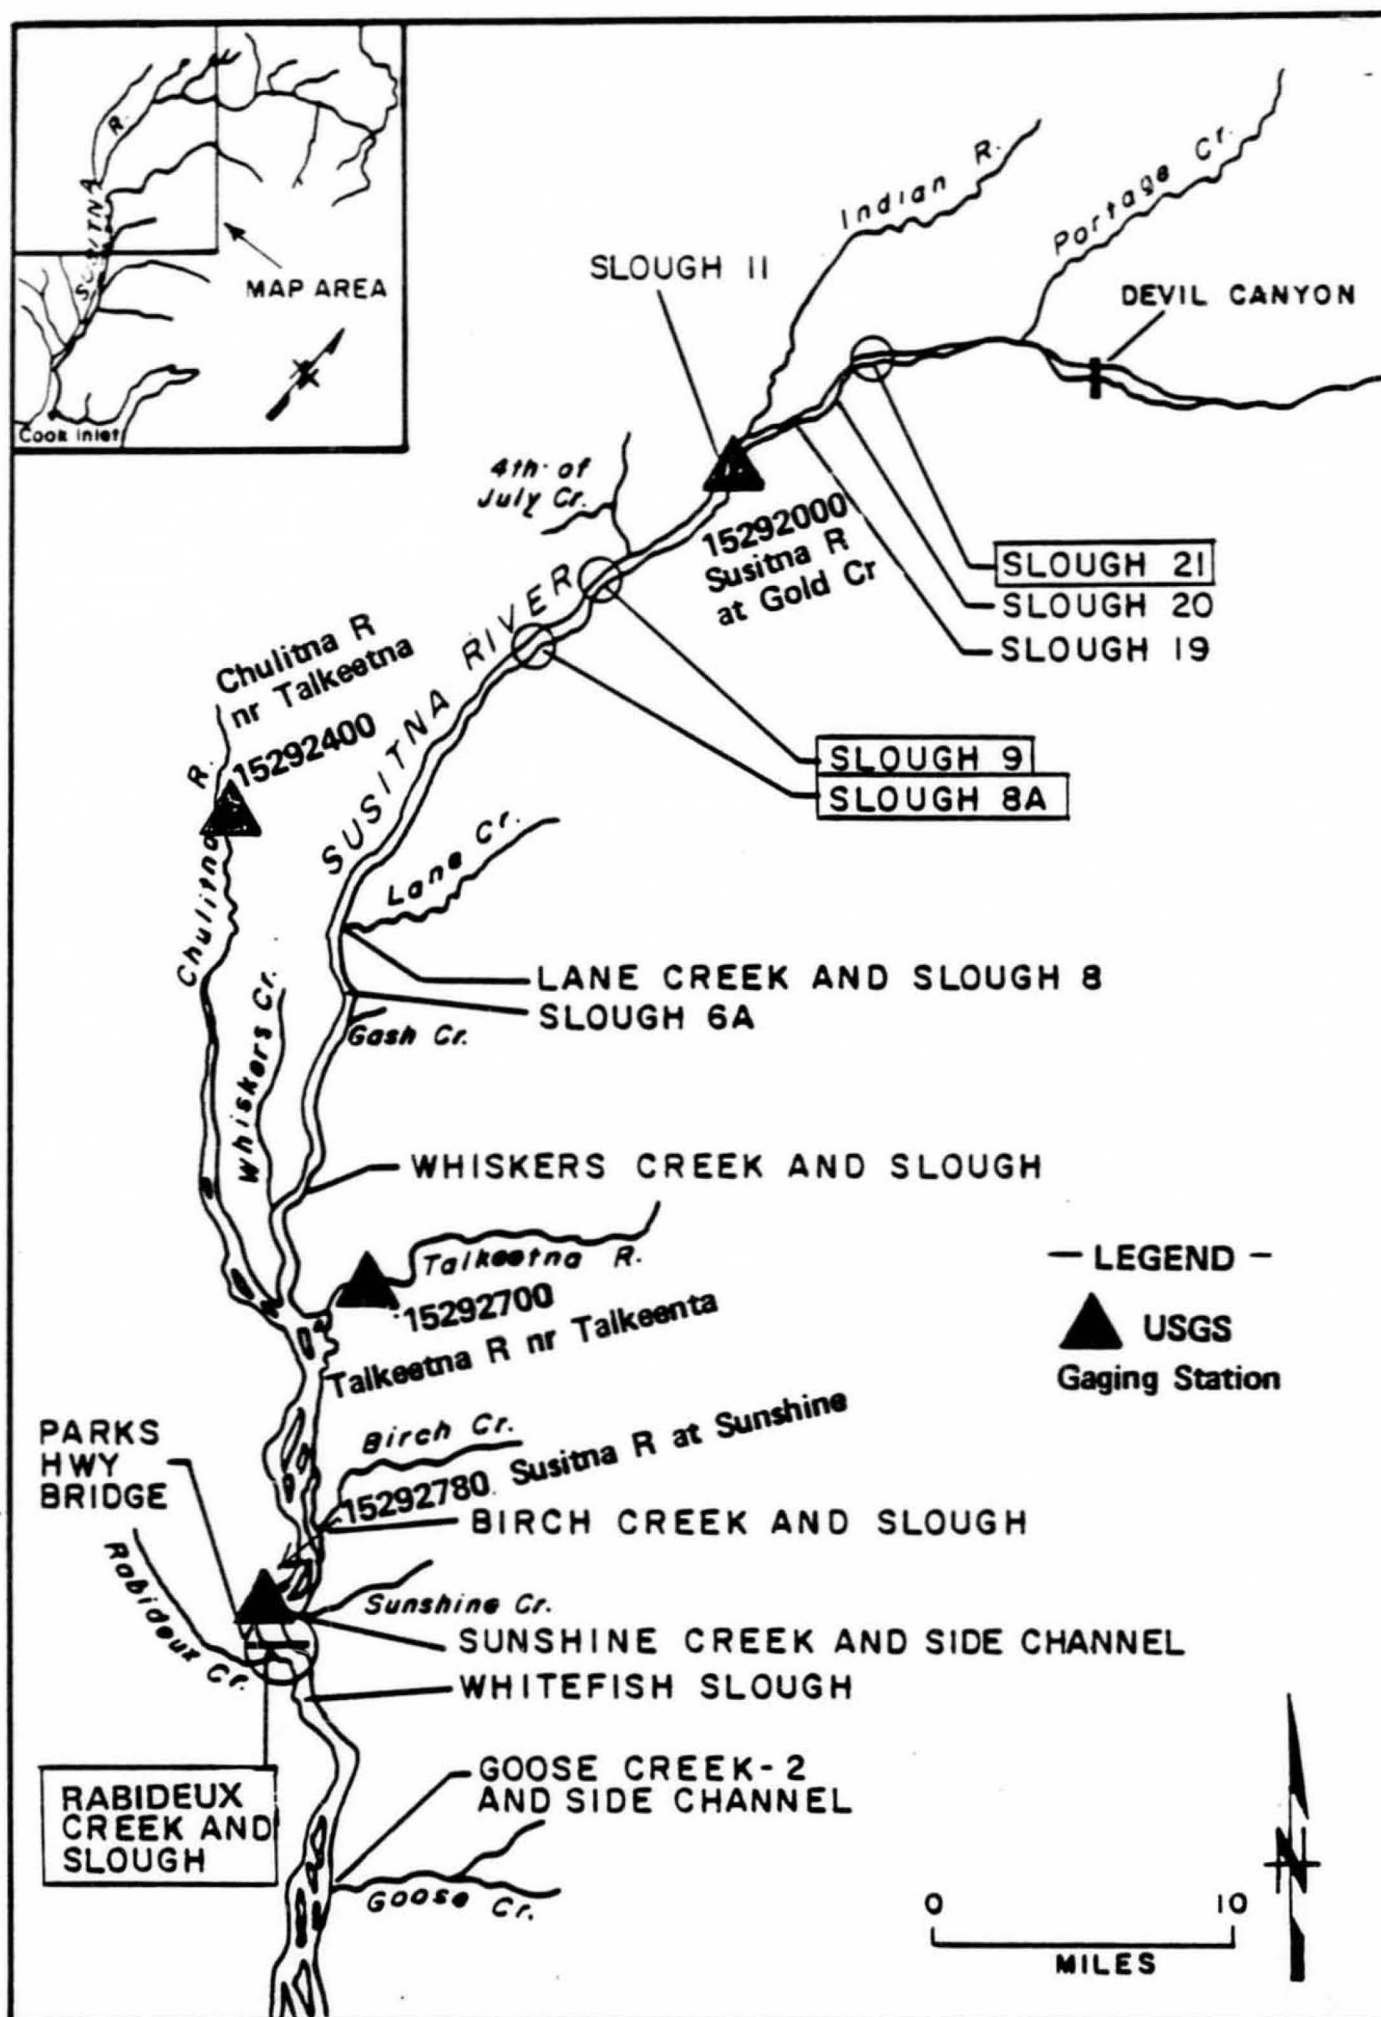 R.
SUSITNA
MAP AREA
Cook Inlet
Indian R.
Portage Cr.
SLOUGH 11
DEVIL CANYON
4th of
July Cr.
15292000
Susitna R
at Gold Cr
SLOUGH 21
SLOUGH 20
SLOUGH 19
SUSITNA RIVER
Chulitna R
nr Talkeetna
15292400
SLOUGH 9
SLOUGH 8A
Chulitna R.
Lane Cr.
LANE CREEK AND SLOUGH 8
SLOUGH 6A
Gash Cr.
Whiskers Cr.
WHISKERS CREEK AND SLOUGH
Talkeetna R.
15292700
Talkeetna R nr Talkeenta
— LEGEND —
USGS
Gaging Station
PARKS
HWY
BRIDGE
Birch Cr.
15292780 Susitna R at Sunshine
BIRCH CREEK AND SLOUGH
Rabideux Cr.
Sunshine Cr.
SUNSHINE CREEK AND SIDE CHANNEL
WHITEFISH SLOUGH
GOOSE CREEK-2
AND SIDE CHANNEL
RABIDEUX
CREEK AND
SLOUGH
Goose Cr.
N
0 10
MILES